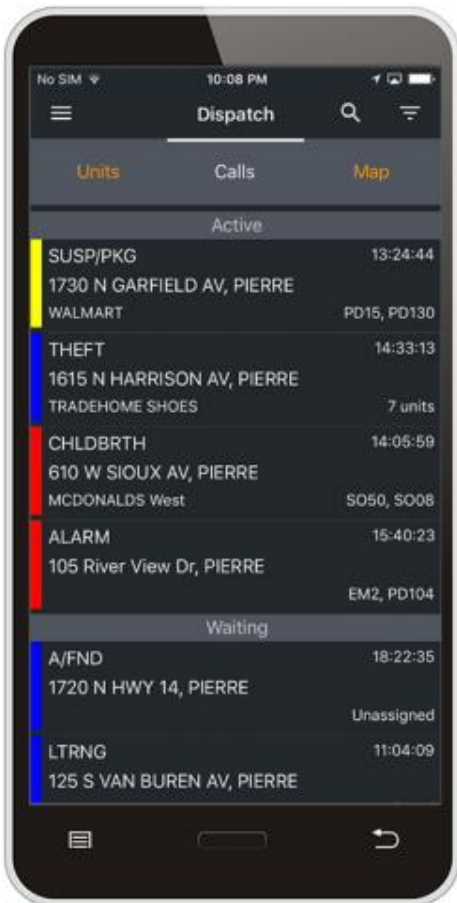 No SIM 10:08 PM
Dispatch
Units Calls Map
Active
SUSP/PKG 13:24:44
1730 N GARFIELD AV, PIERRE
WALMART PD15, PD130
THEFT 14:33:13
1615 N HARRISON AV, PIERRE
TRADEHOME SHOES 7 units
CHLDBRTH 14:05:59
610 W SIOUX AV, PIERRE
MCDONALDS West SO50, SO08
ALARM 15:40:23
105 River View Dr, PIERRE
EM2, PD104
Waiting
A/FND 18:22:35
1720 N HWY 14, PIERRE
Unassigned
LTRNG 11:04:09
125 S VAN BUREN AV, PIERRE